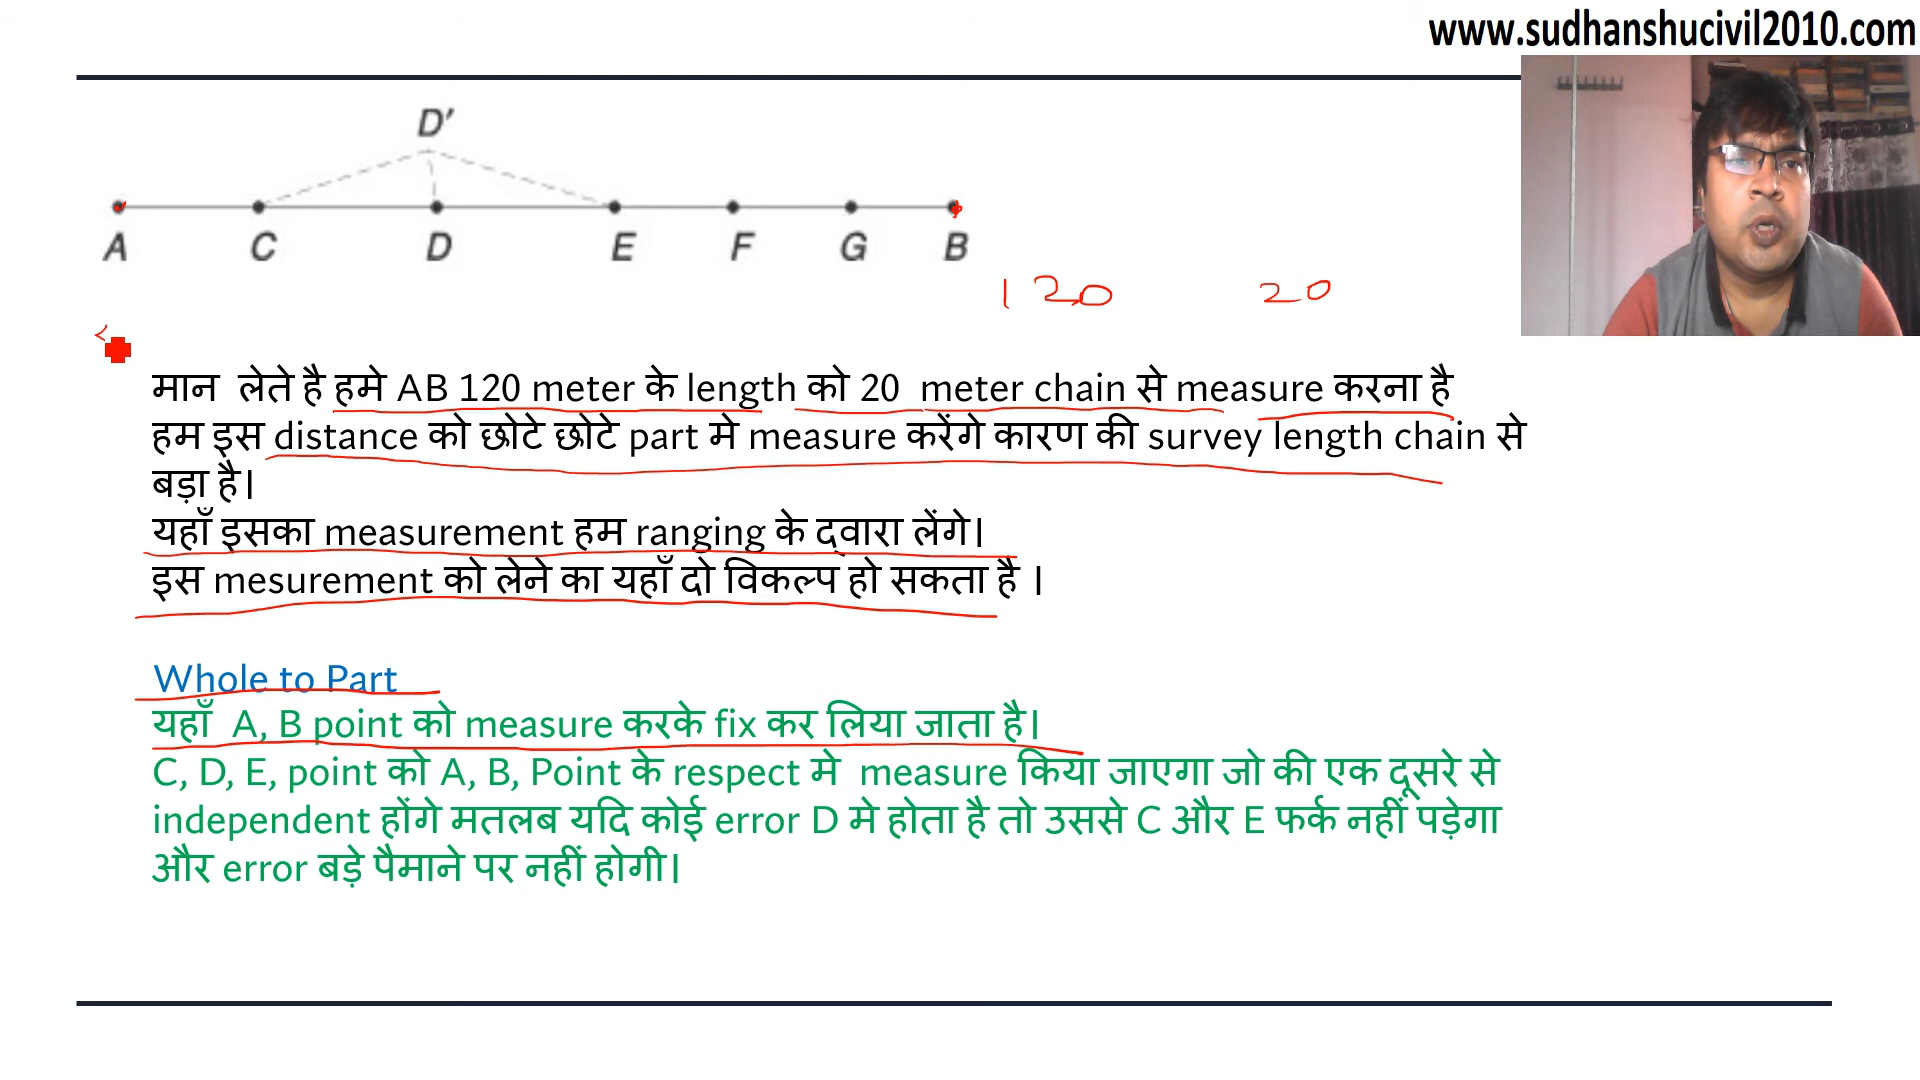 www.sudhanshucivil2010.com
D'
A C D E F G B
120 20
मान लेते है हमे AB 120 meter के length को 20 meter chain से measure करना है
हम इस distance को छोटे छोटे part मे measure करेंगे कारण की survey length chain से
बड़ा है।
यहाँ इसका measurement हम ranging के द्वारा लेंगे।
इस mesurement को लेने का यहाँ दो विकल्प हो सकता है ।
Whole to Part
यहाँ A, B point को measure करके fix कर लिया जाता है।
C, D, E, point को A, B, Point के respect मे measure किया जाएगा जो की एक दूसरे से
independent होंगे मतलब यदि कोई error D मे होता है तो उससे C और E फर्क नहीं पड़ेगा
और error बड़े पैमाने पर नहीं होगी।